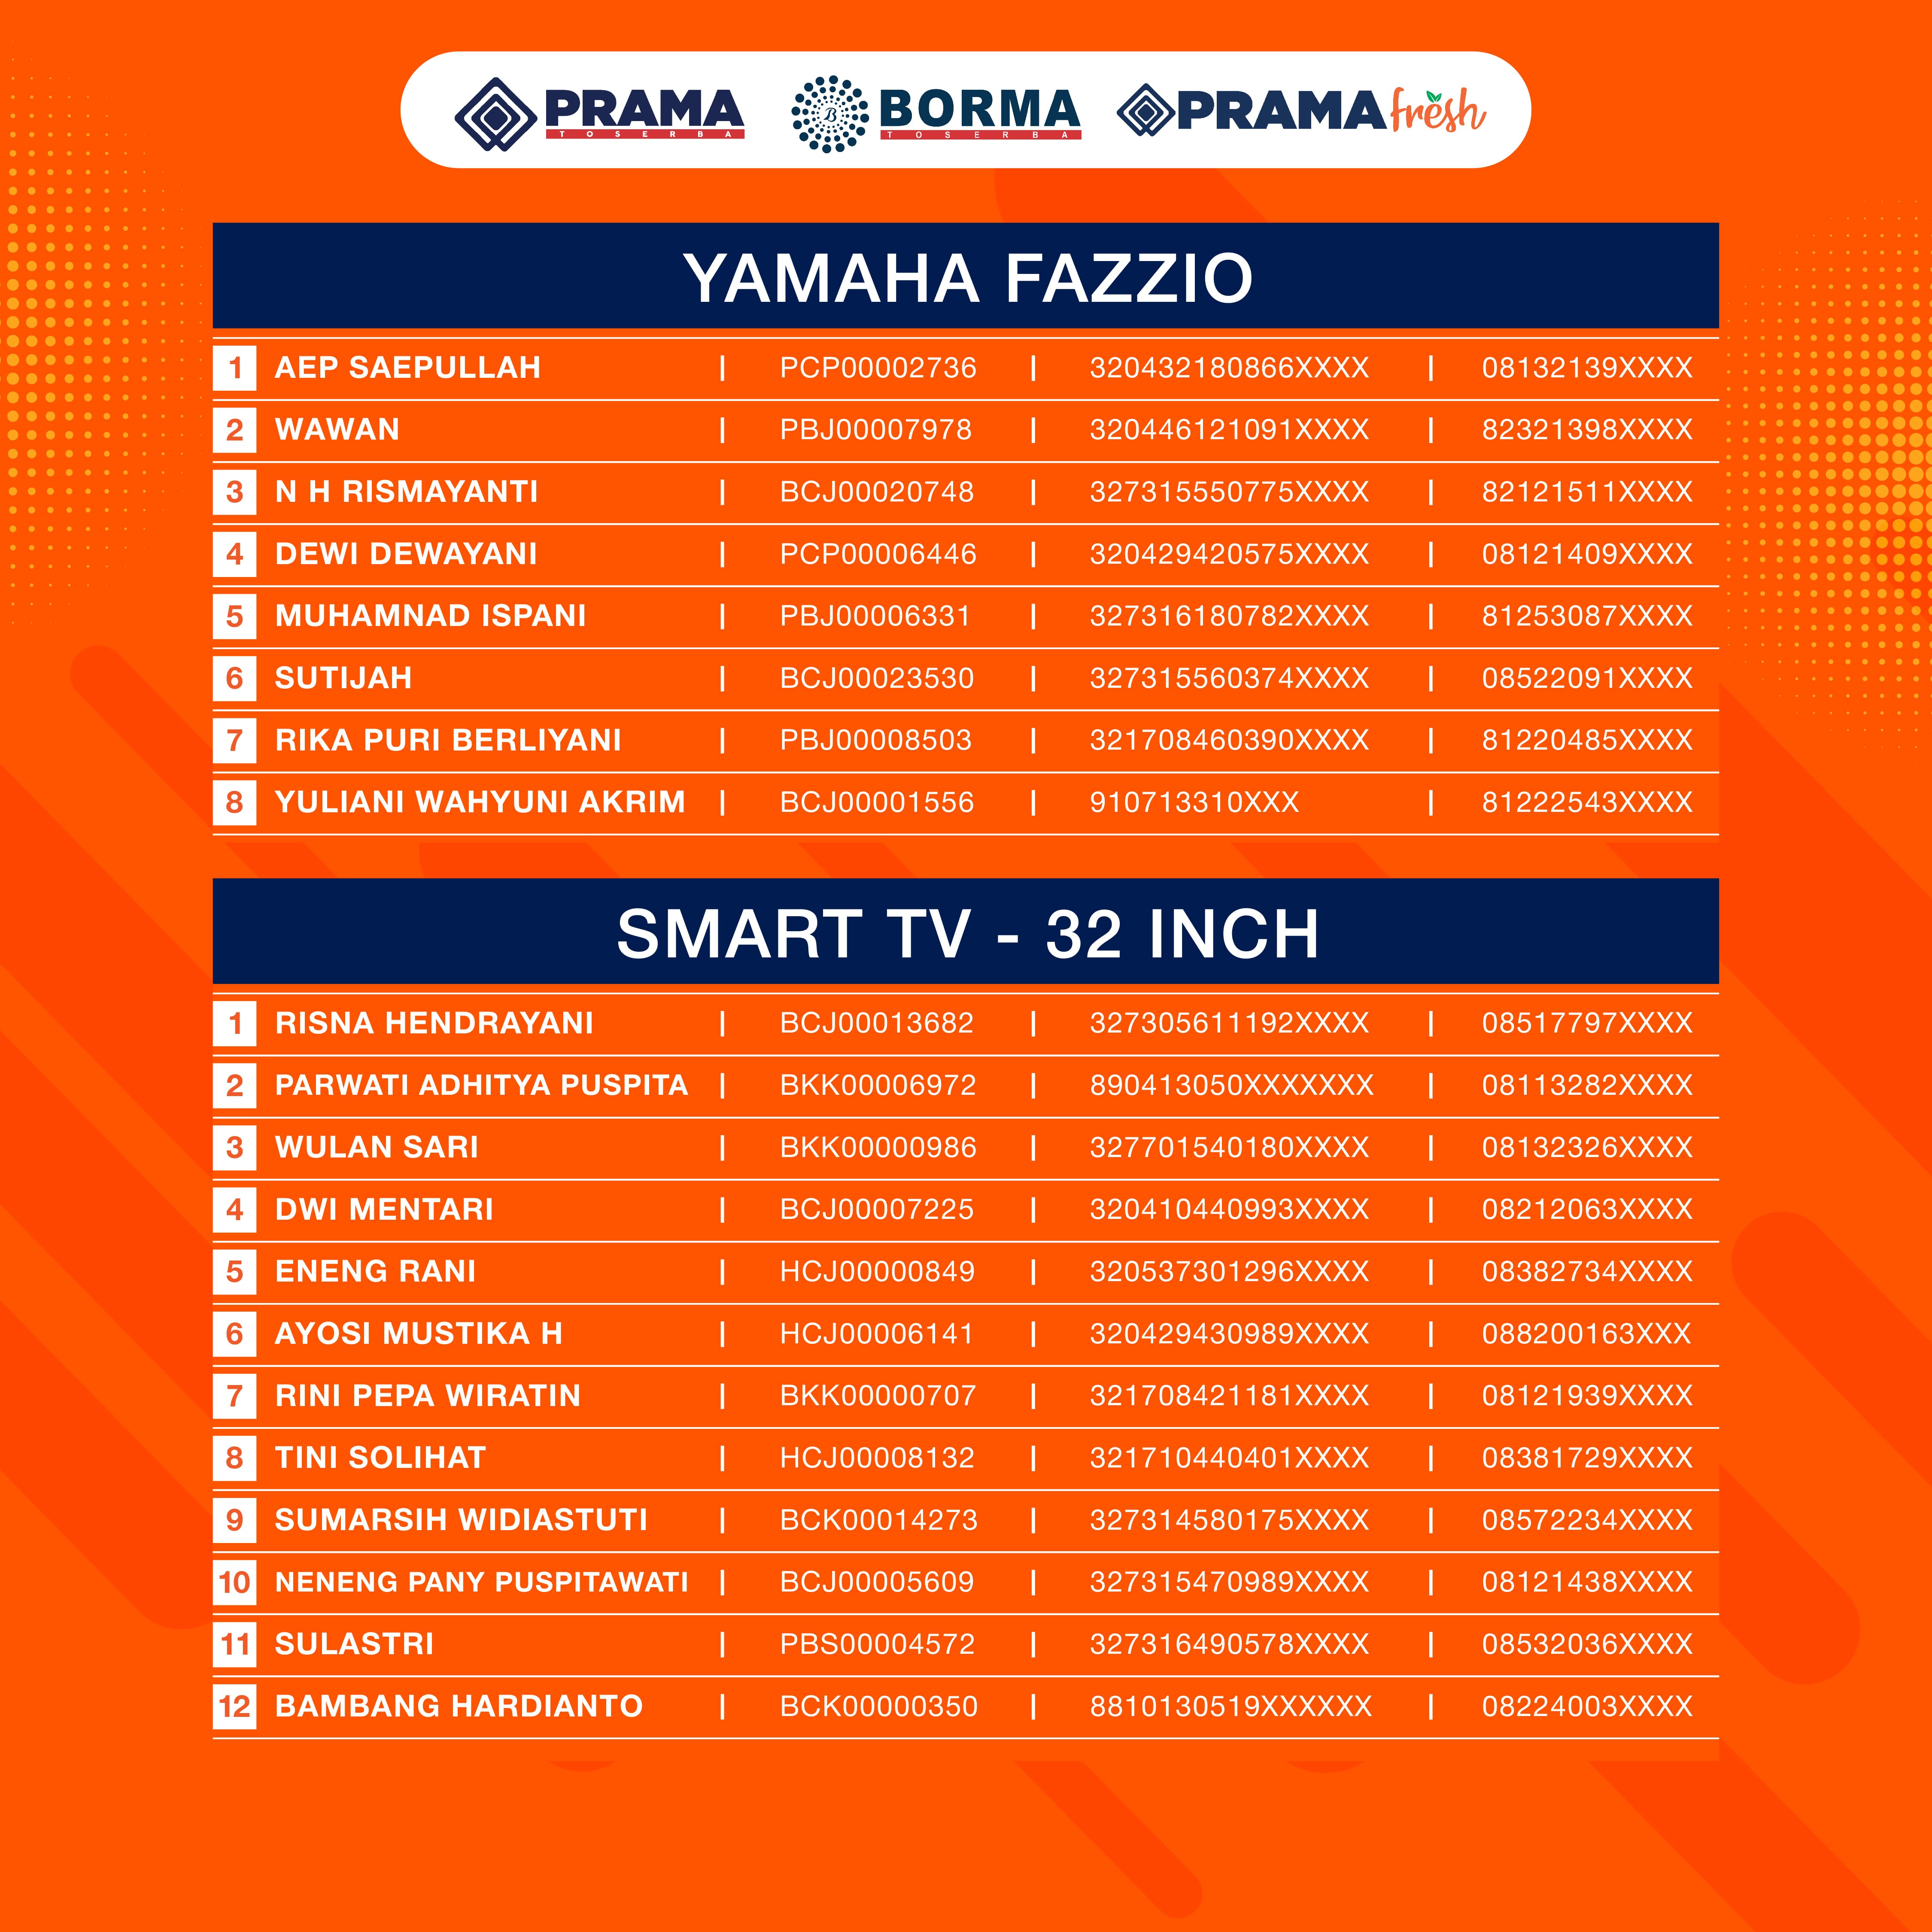 PRAMA
TOSERBA
B
BORMA
TOSERBA
PRAMA fresh
YAMAHA FAZZIO
1 AEP SAEPULLAH | PCP00002736 | 320432180866XXXX | 08132139XXXX
2 WAWAN | PBJ00007978 | 320446121091XXXX | 82321398XXXX
3 N H RISMAYANTI | BCJ00020748 | 327315550775XXXX | 82121511XXXX
4 DEWI DEWAYANI | PCP00006446 | 320429420575XXXX | 08121409XXXX
5 MUHAMNAD ISPANI | PBJ00006331 | 327316180782XXXX | 81253087XXXX
6 SUTIJAH | BCJ00023530 | 327315560374XXXX | 08522091XXXX
7 RIKA PURI BERLIYANI | PBJ00008503 | 321708460390XXXX | 81220485XXXX
8 YULIANI WAHYUNI AKRIM | BCJ00001556 | 910713310XXX | 81222543XXXX
SMART TV - 32 INCH
1 RISNA HENDRAYANI | BCJ00013682 | 327305611192XXXX | 08517797XXXX
2 PARWATI ADHITYA PUSPITA | BKK00006972 | 890413050XXXXXXX | 08113282XXXX
3 WULAN SARI | BKK00000986 | 327701540180XXXX | 08132326XXXX
4 DWI MENTARI | BCJ00007225 | 320410440993XXXX | 08212063XXXX
5 ENENG RANI | HCJ00000849 | 320537301296XXXX | 08382734XXXX
6 AYOSI MUSTIKA H | HCJ00006141 | 320429430989XXXX | 088200163XXX
7 RINI PEPA WIRATIN | BKK00000707 | 321708421181XXXX | 08121939XXXX
8 TINI SOLIHAT | HCJ00008132 | 321710440401XXXX | 08381729XXXX
9 SUMARSIH WIDIASTUTI | BCK00014273 | 327314580175XXXX | 08572234XXXX
10 NENENG PANY PUSPITAWATI | BCJ00005609 | 327315470989XXXX | 08121438XXXX
11 SULASTRI | PBS00004572 | 327316490578XXXX | 08532036XXXX
12 BAMBANG HARDIANTO | BCK00000350 | 8810130519XXXXXX | 08224003XXXX